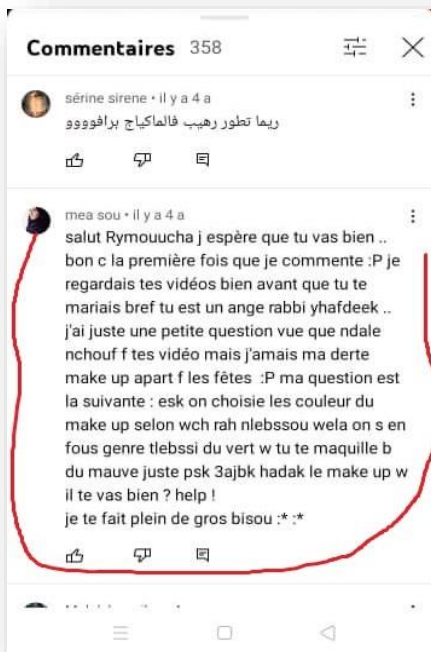 Commentaires 358
sérine sirene • il y a 4 a
ريما تطور رهيب فالماكياج برافوووو
mea sou • il y a 4 a
salut Rymouucha j espère que tu vas bien ..
bon c la première fois que je commente :P je
regardais tes vidéos bien avant que tu te
mariais bref tu est un ange rabbi yhafdeek ..
j'ai juste une petite question vue que ndale
nchouf f tes vidéo mais j'amais ma derte
make up apart f les fêtes :P ma question est
la suivante : esk on choisie les couleur du
make up selon wch rah nlebssou wela on s en
fous genre tlebssi du vert w tu te maquille b
du mauve juste psk 3ajbk hadak le make up w
il te vas bien ? help !
je te fait plein de gros bisou :* :*